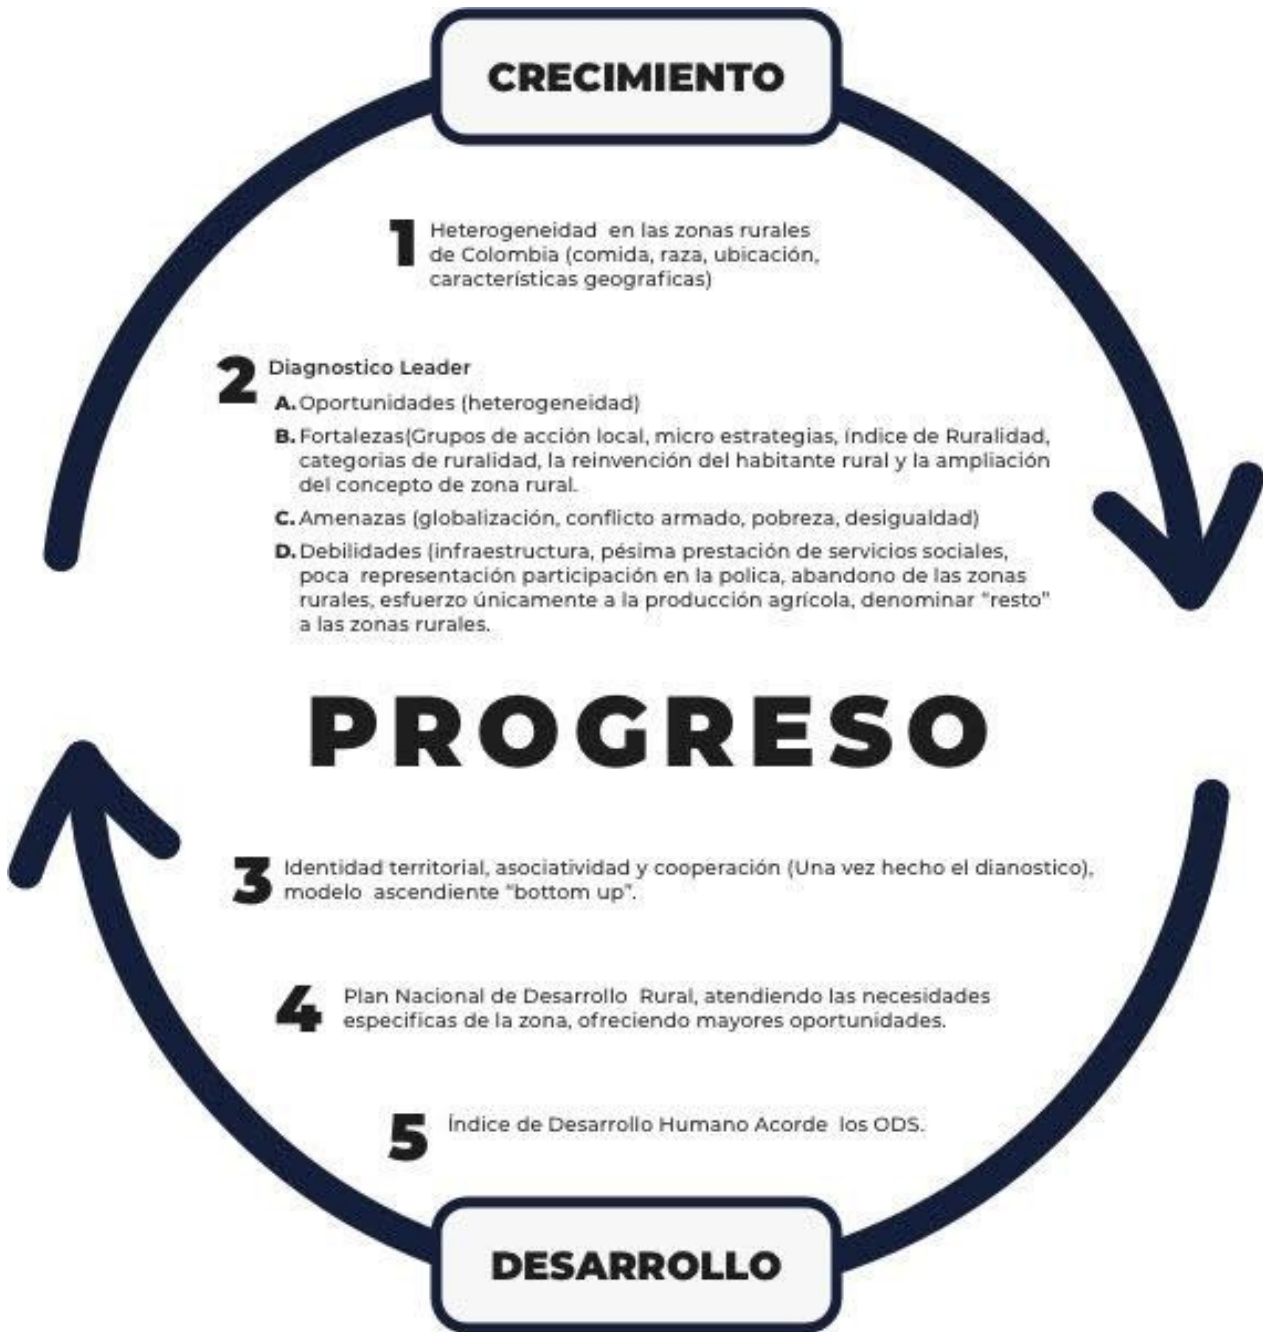 CRECIMIENTO
1 Heterogeneidad en las zonas rurales
de Colombia (comida, raza, ubicación,
características geograficas)
2 Diagnostico Leader
A. Oportunidades (heterogeneidad)
B. Fortalezas(Grupos de acción local, micro estrategias, índice de Ruralidad,
categorias de ruralidad, la reinvención del habitante rural y la ampliación
del concepto de zona rural.
C. Amenazas (globalización, conflicto armado, pobreza, desigualdad)
D. Debilidades (infraestructura, pésima prestación de servicios sociales,
poca representación participación en la polica, abandono de las zonas
rurales, esfuerzo únicamente a la producción agrícola, denominar “resto”
a las zonas rurales.
PROGRESO
3 Identidad territorial, asociatividad y cooperación (Una vez hecho el dianostico),
modelo ascendiente “bottom up”.
4 Plan Nacional de Desarrollo Rural, atendiendo las necesidades
especificas de la zona, ofreciendo mayores oportunidades.
5 Índice de Desarrollo Humano Acorde los ODS.
DESARROLLO